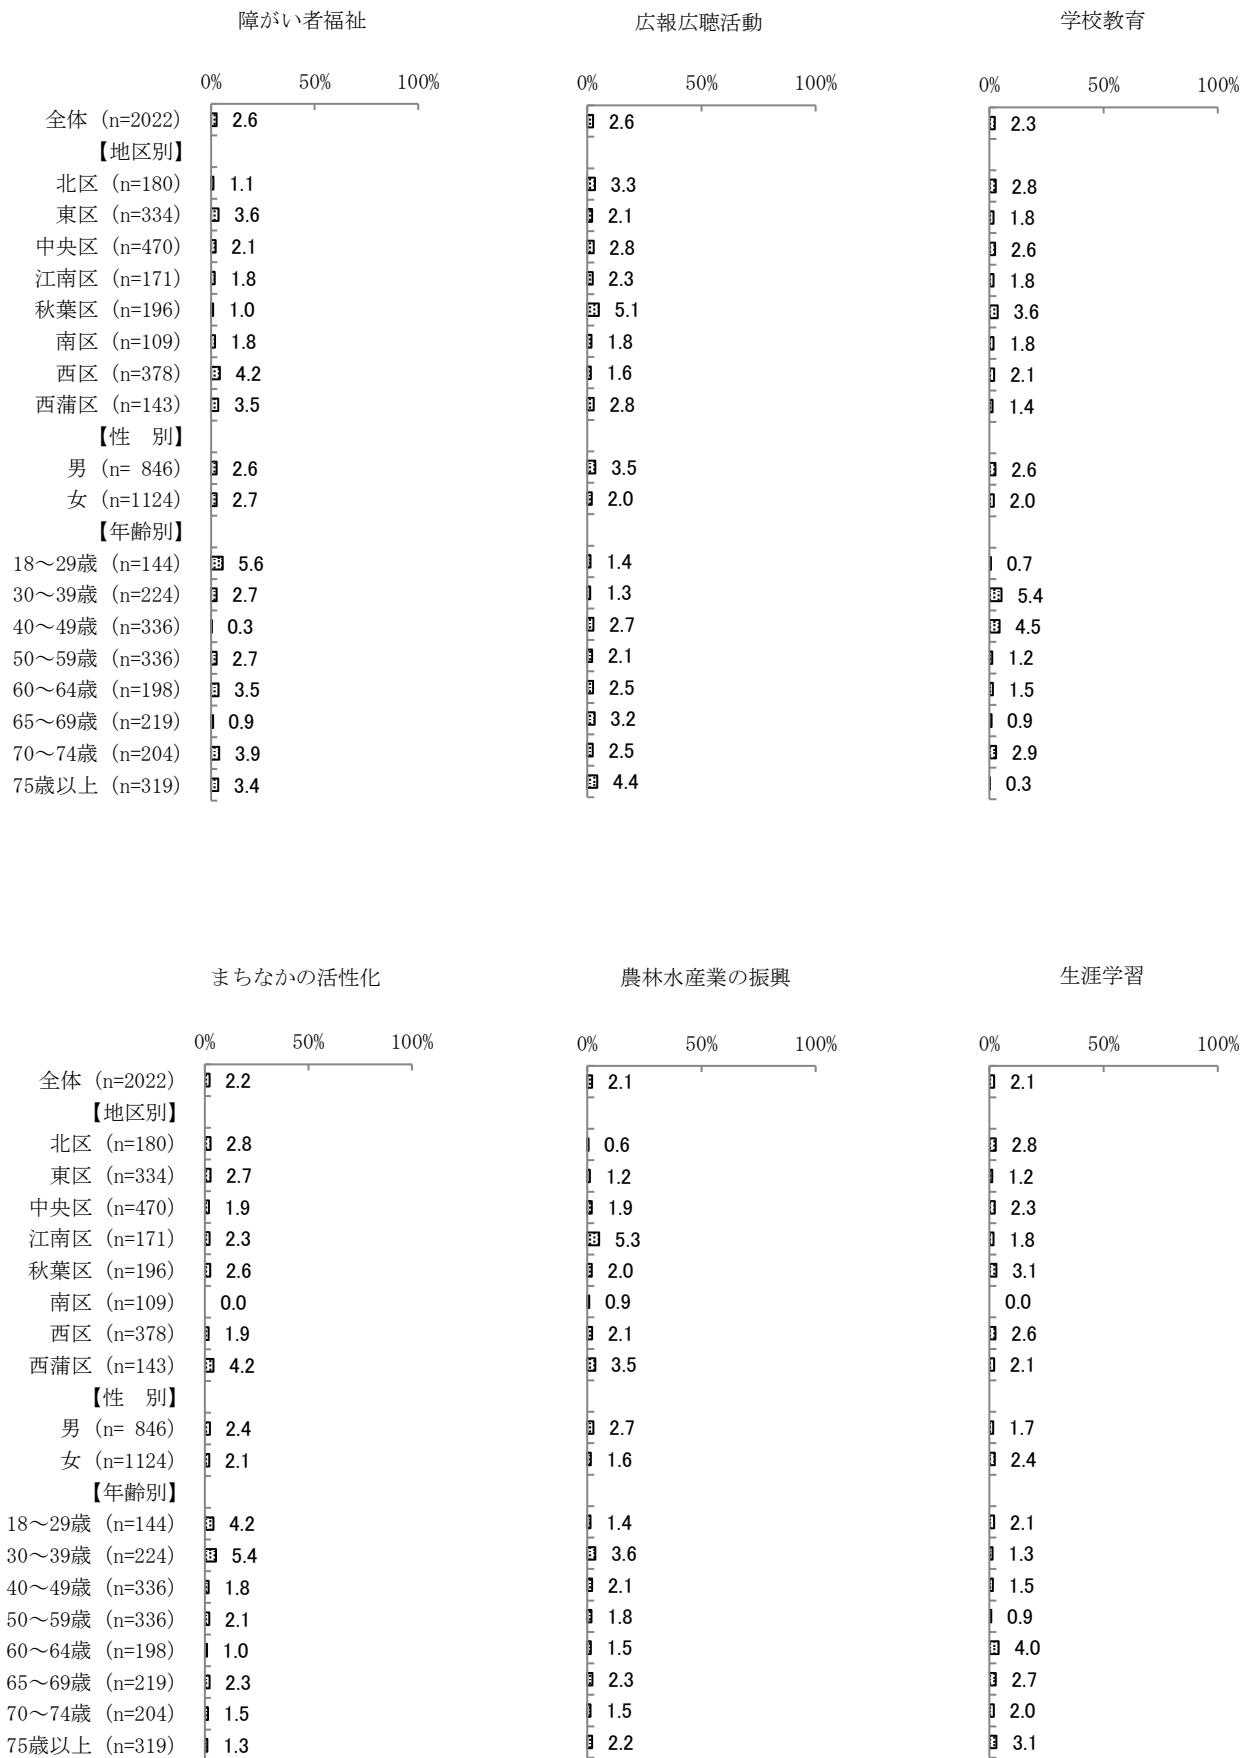 障がい者福祉 広報広聴活動 学校教育
0% 50% 100% 0% 50% 100% 0% 50% 100%
全体 (n=2022) 2.6 2.6 2.3
【地区別】
北区 (n=180) 1.1 3.3 2.8
東区 (n=334) 3.6 2.1 1.8
中央区 (n=470) 2.1 2.8 2.6
江南区 (n=171) 1.8 2.3 1.8
秋葉区 (n=196) 1.0 5.1 3.6
南区 (n=109) 1.8 1.8 1.8
西区 (n=378) 4.2 1.6 2.1
西蒲区 (n=143) 3.5 2.8 1.4
【性　別】
男 (n= 846) 2.6 3.5 2.6
女 (n=1124) 2.7 2.0 2.0
【年齢別】
18～29歳 (n=144) 5.6 1.4 0.7
30～39歳 (n=224) 2.7 1.3 5.4
40～49歳 (n=336) 0.3 2.7 4.5
50～59歳 (n=336) 2.7 2.1 1.2
60～64歳 (n=198) 3.5 2.5 1.5
65～69歳 (n=219) 0.9 3.2 0.9
70～74歳 (n=204) 3.9 2.5 2.9
75歳以上 (n=319) 3.4 4.4 0.3
まちなかの活性化 農林水産業の振興 生涯学習
0% 50% 100% 0% 50% 100% 0% 50% 100%
全体 (n=2022) 2.2 2.1 2.1
【地区別】
北区 (n=180) 2.8 0.6 2.8
東区 (n=334) 2.7 1.2 1.2
中央区 (n=470) 1.9 1.9 2.3
江南区 (n=171) 2.3 5.3 1.8
秋葉区 (n=196) 2.6 2.0 3.1
南区 (n=109) 0.0 0.9 0.0
西区 (n=378) 1.9 2.1 2.6
西蒲区 (n=143) 4.2 3.5 2.1
【性　別】
男 (n= 846) 2.4 2.7 1.7
女 (n=1124) 2.1 1.6 2.4
【年齢別】
18～29歳 (n=144) 4.2 1.4 2.1
30～39歳 (n=224) 5.4 3.6 1.3
40～49歳 (n=336) 1.8 2.1 1.5
50～59歳 (n=336) 2.1 1.8 0.9
60～64歳 (n=198) 1.0 1.5 4.0
65～69歳 (n=219) 2.3 2.3 2.7
70～74歳 (n=204) 1.5 1.5 2.0
75歳以上 (n=319) 1.3 2.2 3.1